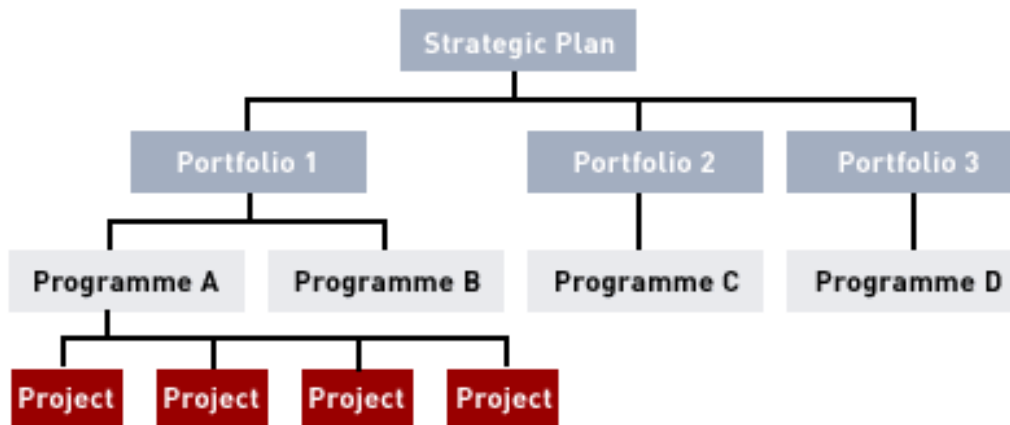 Strategic Plan
Portfolio 1
Portfolio 2
Portfolio 3
Programme A
Programme B
Programme C
Programme D
Project
Project
Project
Project